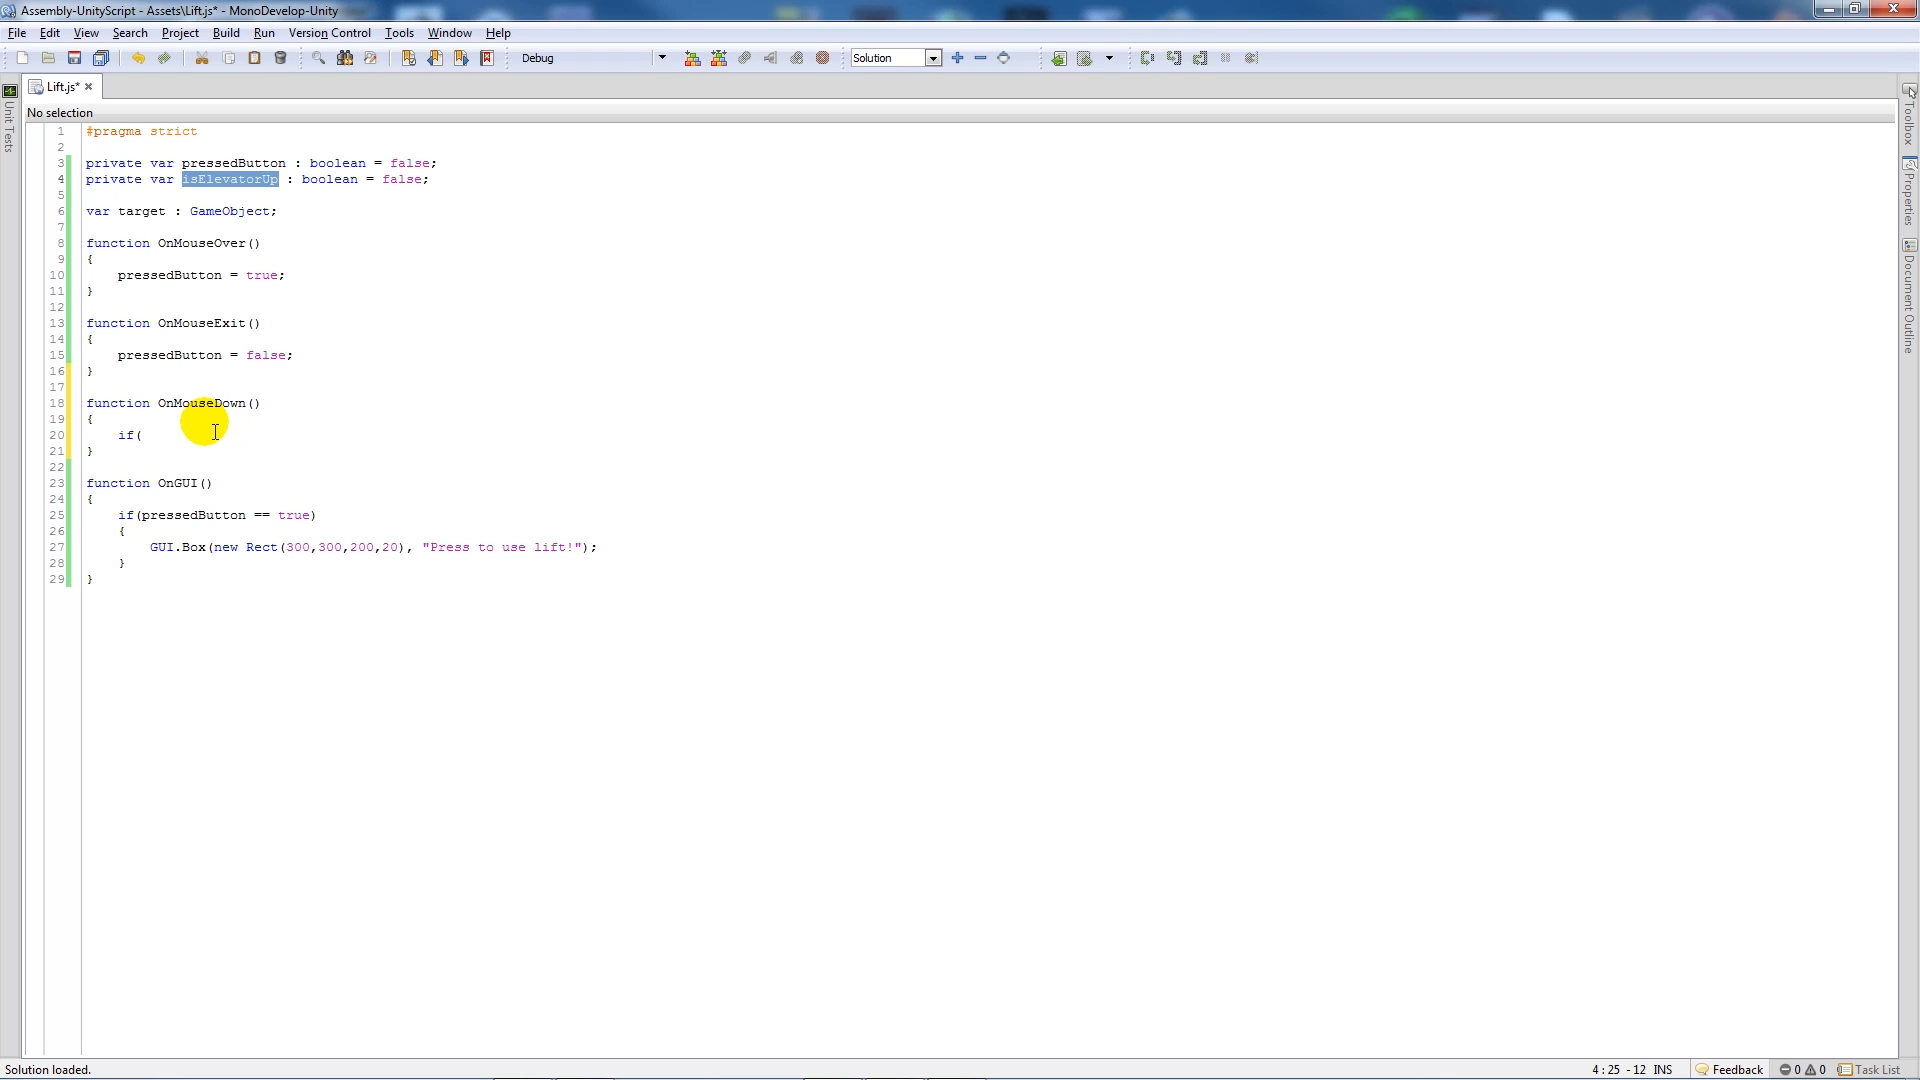 Assembly-UnityScript - Assets\Lift.js* - MonoDevelop-Unity
File Edit View Search Project Build Run Version Control Tools Window Help
Debug Solution
Lift.js*
No selection
Unit Tests
Toolbox
Properties
Document Outline
1 #pragma strict
2
3 private var pressedButton : boolean = false;
4 private var isElevatorUp : boolean = false;
5
6 var target : GameObject;
7
8 function OnMouseOver()
9 {
10 pressedButton = true;
11 }
12
13 function OnMouseExit()
14 {
15 pressedButton = false;
16 }
17
18 function OnMouseDown()
19 {
20 if(
21 }
22
23 function OnGUI()
24 {
25 if(pressedButton == true)
26 {
27 GUI.Box(new Rect(300,300,200,20), "Press to use lift!");
28 }
29 }
Solution loaded. 4 : 25 - 12 INS Feedback 0 0 Task List